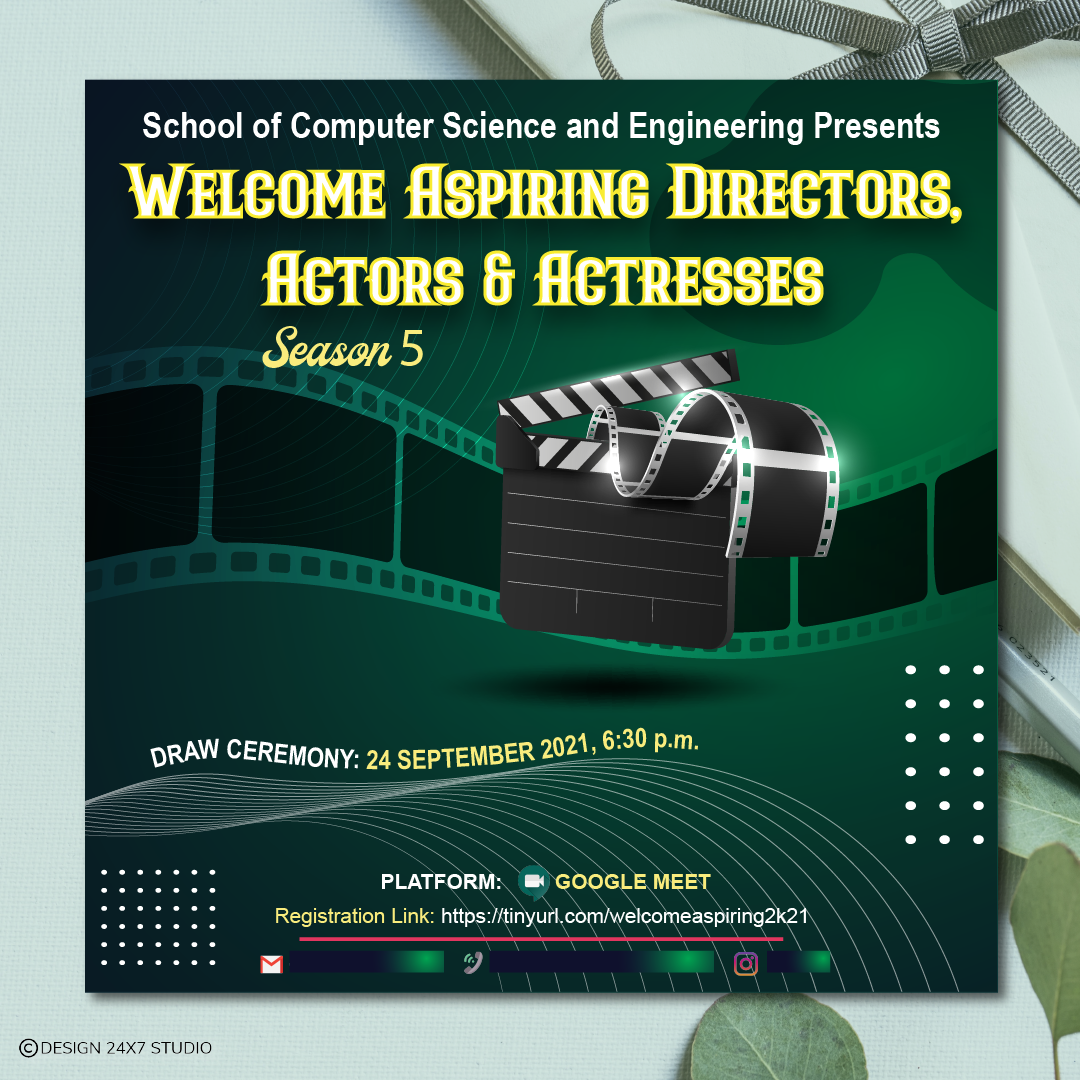 School of Computer Science and Engineering Presents
Welcome Aspiring Directors,
Actors & Actresses
Season 5
DRAW CEREMONY: 24 SEPTEMBER 2021, 6:30 p.m.
PLATFORM: GOOGLE MEET
Registration Link: https://tinyurl.com/welcomeaspiring2k21
023521
©DESIGN 24X7 STUDIO